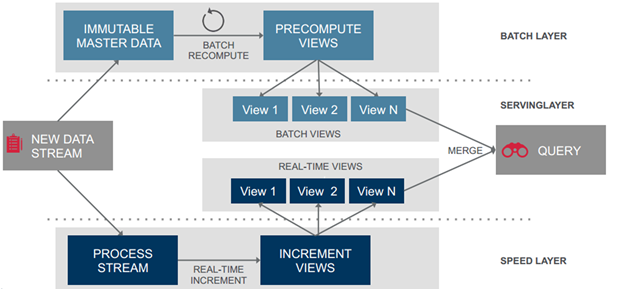 IMMUTABLE
MASTER DATA
BATCH
RECOMPUTE
PRECOMPUTE
VIEWS
BATCH LAYER
View 1
View 2
View N
BATCH VIEWS
SERVINGLAYER
NEW DATA
STREAM
MERGE
QUERY
REAL-TIME VIEWS
View 1
View 2
View N
PROCESS
STREAM
REAL-TIME
INCREMENT
INCREMENT
VIEWS
SPEED LAYER